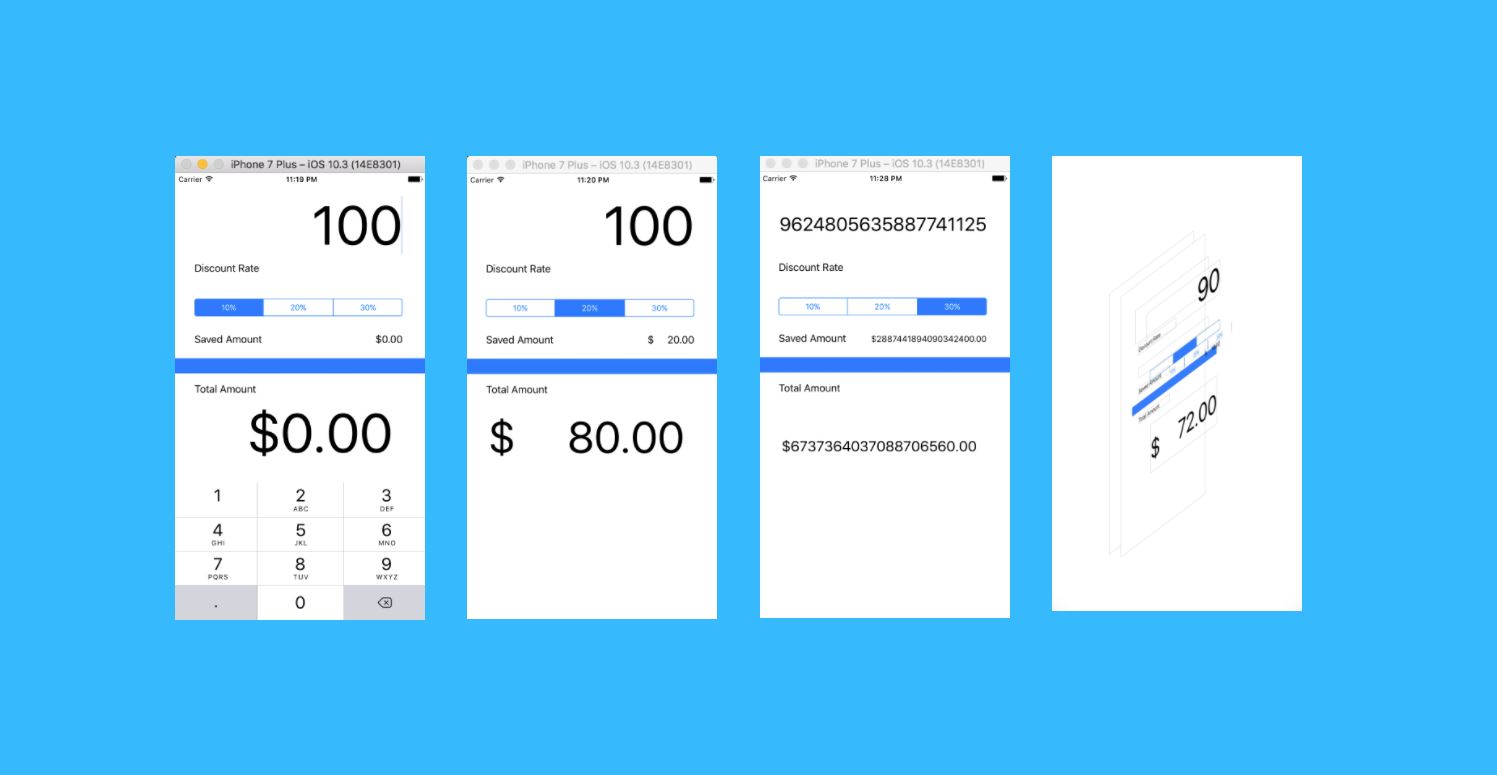 iPhone 7 Plus – iOS 10.3 (14E8301)
Carrier 11:19 PM
100
Discount Rate
10% 20% 30%
Saved Amount $0.00
Total Amount
$0.00
1 2 3
ABC DEF
4 5 6
GHI JKL MNO
7 8 9
PQRS TUV WXYZ
. 0
iPhone 7 Plus – iOS 10.3 (14E8301)
Carrier 11:20 PM
100
Discount Rate
10% 20% 30%
Saved Amount $ 20.00
Total Amount
$ 80.00
iPhone 7 Plus – iOS 10.3 (14E8301)
Carrier 11:28 PM
9624805635887741125
Discount Rate
10% 20% 30%
Saved Amount $2887441894090342400.00
Total Amount
$6737364037088706560.00
90
Discount Rate
10% 20%
Saved Amount
Total Amount
$ 72.00